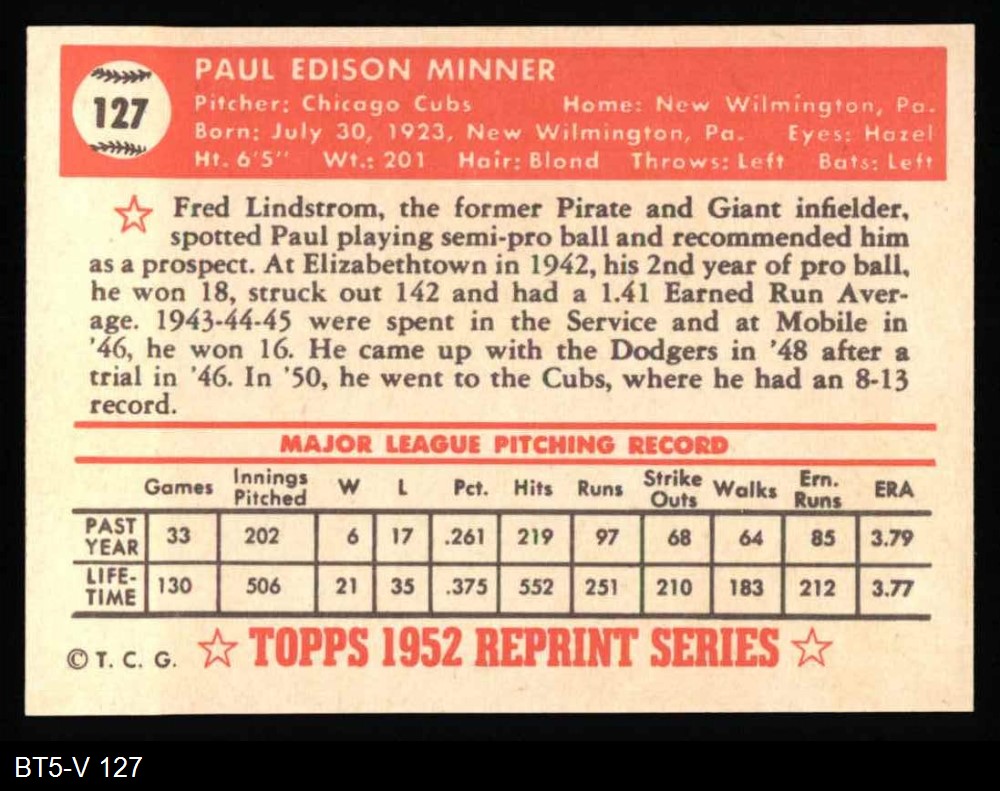 127
PAUL EDISON MINNER
Pitcher: Chicago Cubs Home: New Wilmington, Pa.
Born: July 30, 1923, New Wilmington, Pa. Eyes: Hazel
Ht. 6'5" Wt.: 201 Hair: Blond Throws: Left Bats: Left
☆ Fred Lindstrom, the former Pirate and Giant infielder,
spotted Paul playing semi-pro ball and recommended him
as a prospect. At Elizabethtown in 1942, his 2nd year of pro ball,
he won 18, struck out 142 and had a 1.41 Earned Run Aver-
age. 1943-44-45 were spent in the Service and at Mobile in
'46, he won 16. He came up with the Dodgers in '48 after a
trial in '46. In '50, he went to the Cubs, where he had an 8-13
record.
MAJOR LEAGUE PITCHING RECORD
Games Innings Pitched W L Pct. Hits Runs Strike Outs Walks Ern. Runs ERA
PAST YEAR 33 202 6 17 .261 219 97 68 64 85 3.79
LIFE-TIME 130 506 21 35 .375 552 251 210 183 212 3.77
© T. C. G. ☆ TOPPS 1952 REPRINT SERIES ☆
BT5-V 127